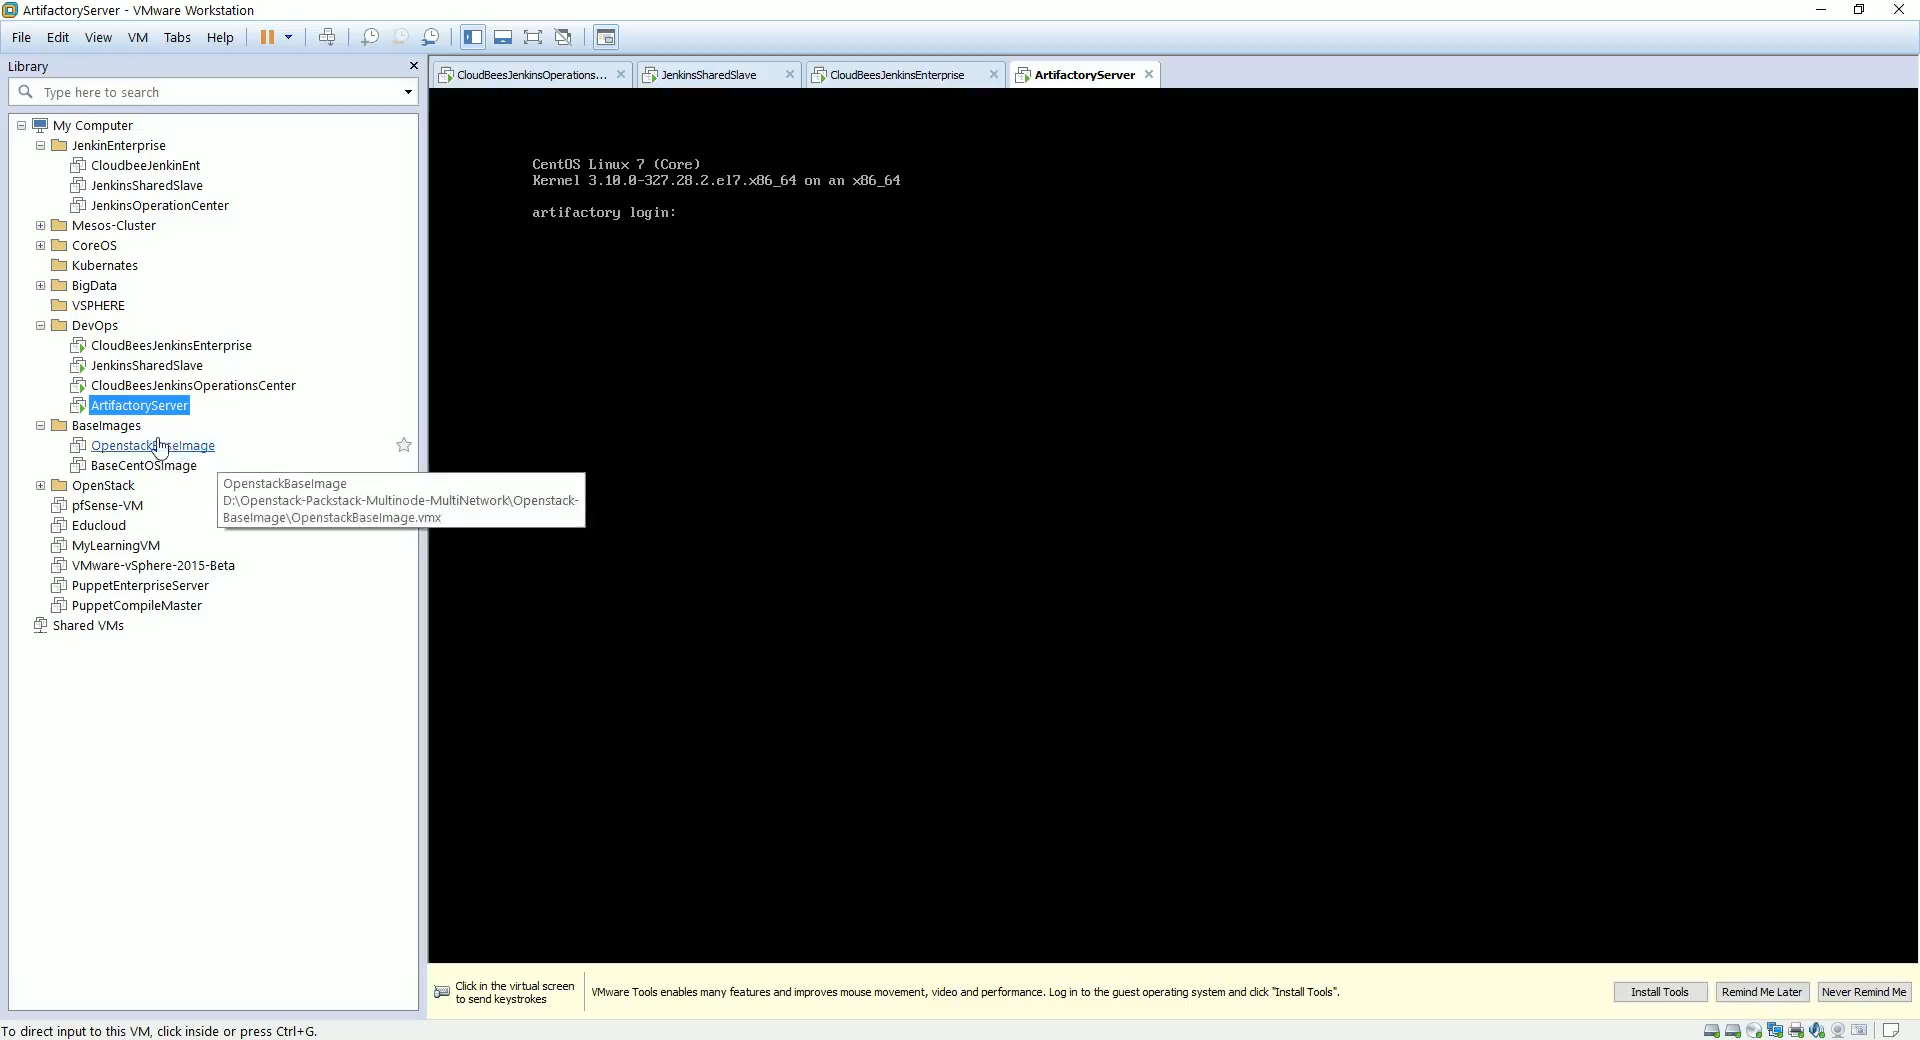 ArtifactoryServer - VMware Workstation
File Edit View VM Tabs Help
Library
Type here to search
My Computer
JenkinEnterprise
CloudbeeJenkinEnt
JenkinsSharedSlave
JenkinsOperationCenter
Mesos-Cluster
CoreOS
Kubernates
BigData
VSPHERE
DevOps
CloudBeesJenkinsEnterprise
JenkinsSharedSlave
CloudBeesJenkinsOperationsCenter
ArtifactoryServer
BaseImages
OpenstackBaseImage
BaseCentOSImage
OpenStack
pfSense-VM
Educloud
MyLearningVM
VMware-vSphere-2015-Beta
PuppetEnterpriseServer
PuppetCompileMaster
Shared VMs
OpenstackBaseImage
D:\Openstack-Packstack-Multinode-MultiNetwork\Openstack-
BaseImage\OpenstackBaseImage.vmx
CloudBeesJenkinsOperations... JenkinsSharedSlave CloudBeesJenkinsEnterprise ArtifactoryServer
CentOS Linux 7 (Core)
Kernel 3.10.0-327.28.2.el7.x86_64 on an x86_64
artifactory login:
Click in the virtual screen
to send keystrokes
VMware Tools enables many features and improves mouse movement, video and performance. Log in to the guest operating system and click "Install Tools".
Install Tools Remind Me Later Never Remind Me
To direct input to this VM, click inside or press Ctrl+G.